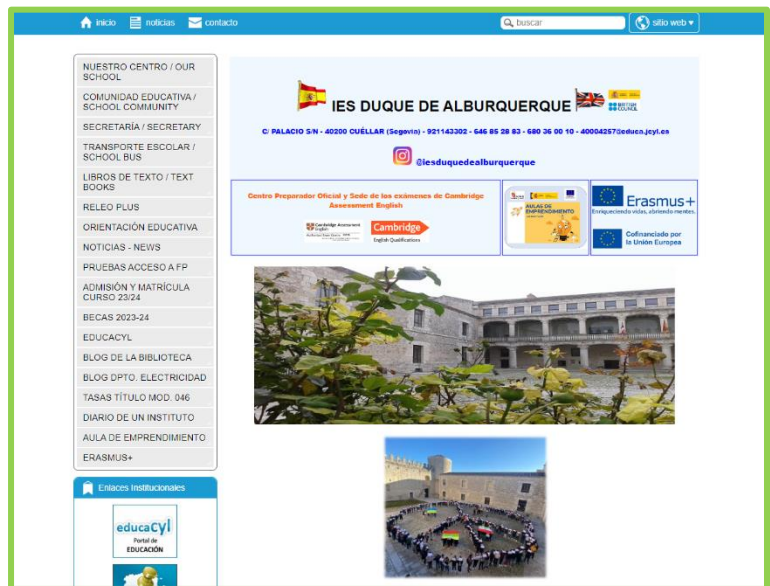 inicio noticias contacto buscar sitio web
NUESTRO CENTRO / OUR
SCHOOL
COMUNIDAD EDUCATIVA /
SCHOOL COMMUNITY
SECRETARÍA / SECRETARY
TRANSPORTE ESCOLAR /
SCHOOL BUS
LIBROS DE TEXTO / TEXT
BOOKS
RELEO PLUS
ORIENTACIÓN EDUCATIVA
NOTICIAS - NEWS
PRUEBAS ACCESO A FP
ADMISIÓN Y MATRÍCULA
CURSO 23/24
BECAS 2023-24
EDUCACYL
BLOG DE LA BIBLIOTECA
BLOG DPTO. ELECTRICIDAD
TASAS TÍTULO MOD. 046
DIARIO DE UN INSTITUTO
AULA DE EMPRENDIMIENTO
ERASMUS+
Enlaces Institucionales
educacyl
Portal de
EDUCACIÓN
IES DUQUE DE ALBURQUERQUE
BRITISH
COUNCIL
C/ PALACIO S/N - 40200 CUÉLLAR (Segovia) - 921143302 - 646 85 28 83 - 680 36 00 10 - 40004257@educa.jcyl.es
@iesduquedealburquerque
Centro Preparador Oficial y Sede de los exámenes de Cambridge
Assessment English
Cambridge Assessment
English
Cambridge
English Qualifications
AULAS DE
EMPRENDIMIENTO
Erasmus+
Enriqueciendo vidas, abriendo mentes.
Cofinanciado por
la Unión Europea